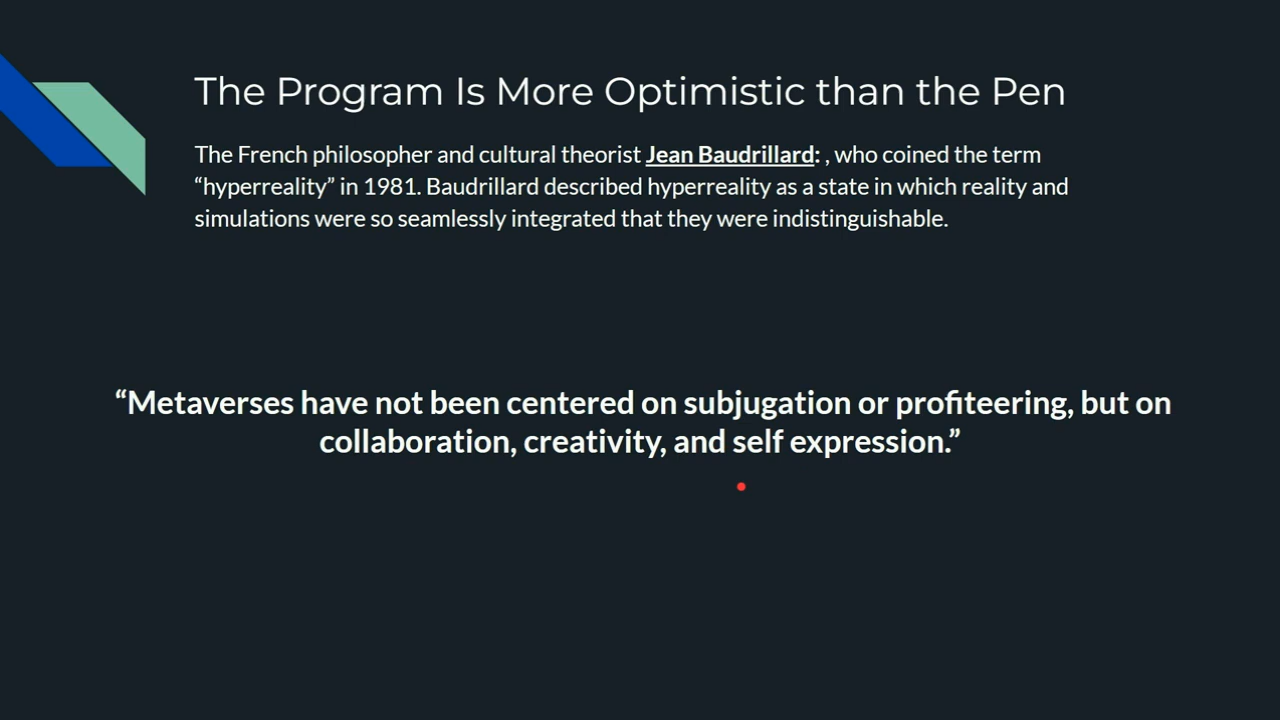 The Program Is More Optimistic than the Pen
The French philosopher and cultural theorist Jean Baudrillard: , who coined the term
“hyperreality” in 1981. Baudrillard described hyperreality as a state in which reality and
simulations were so seamlessly integrated that they were indistinguishable.
“Metaverses have not been centered on subjugation or profiteering, but on
collaboration, creativity, and self expression.”